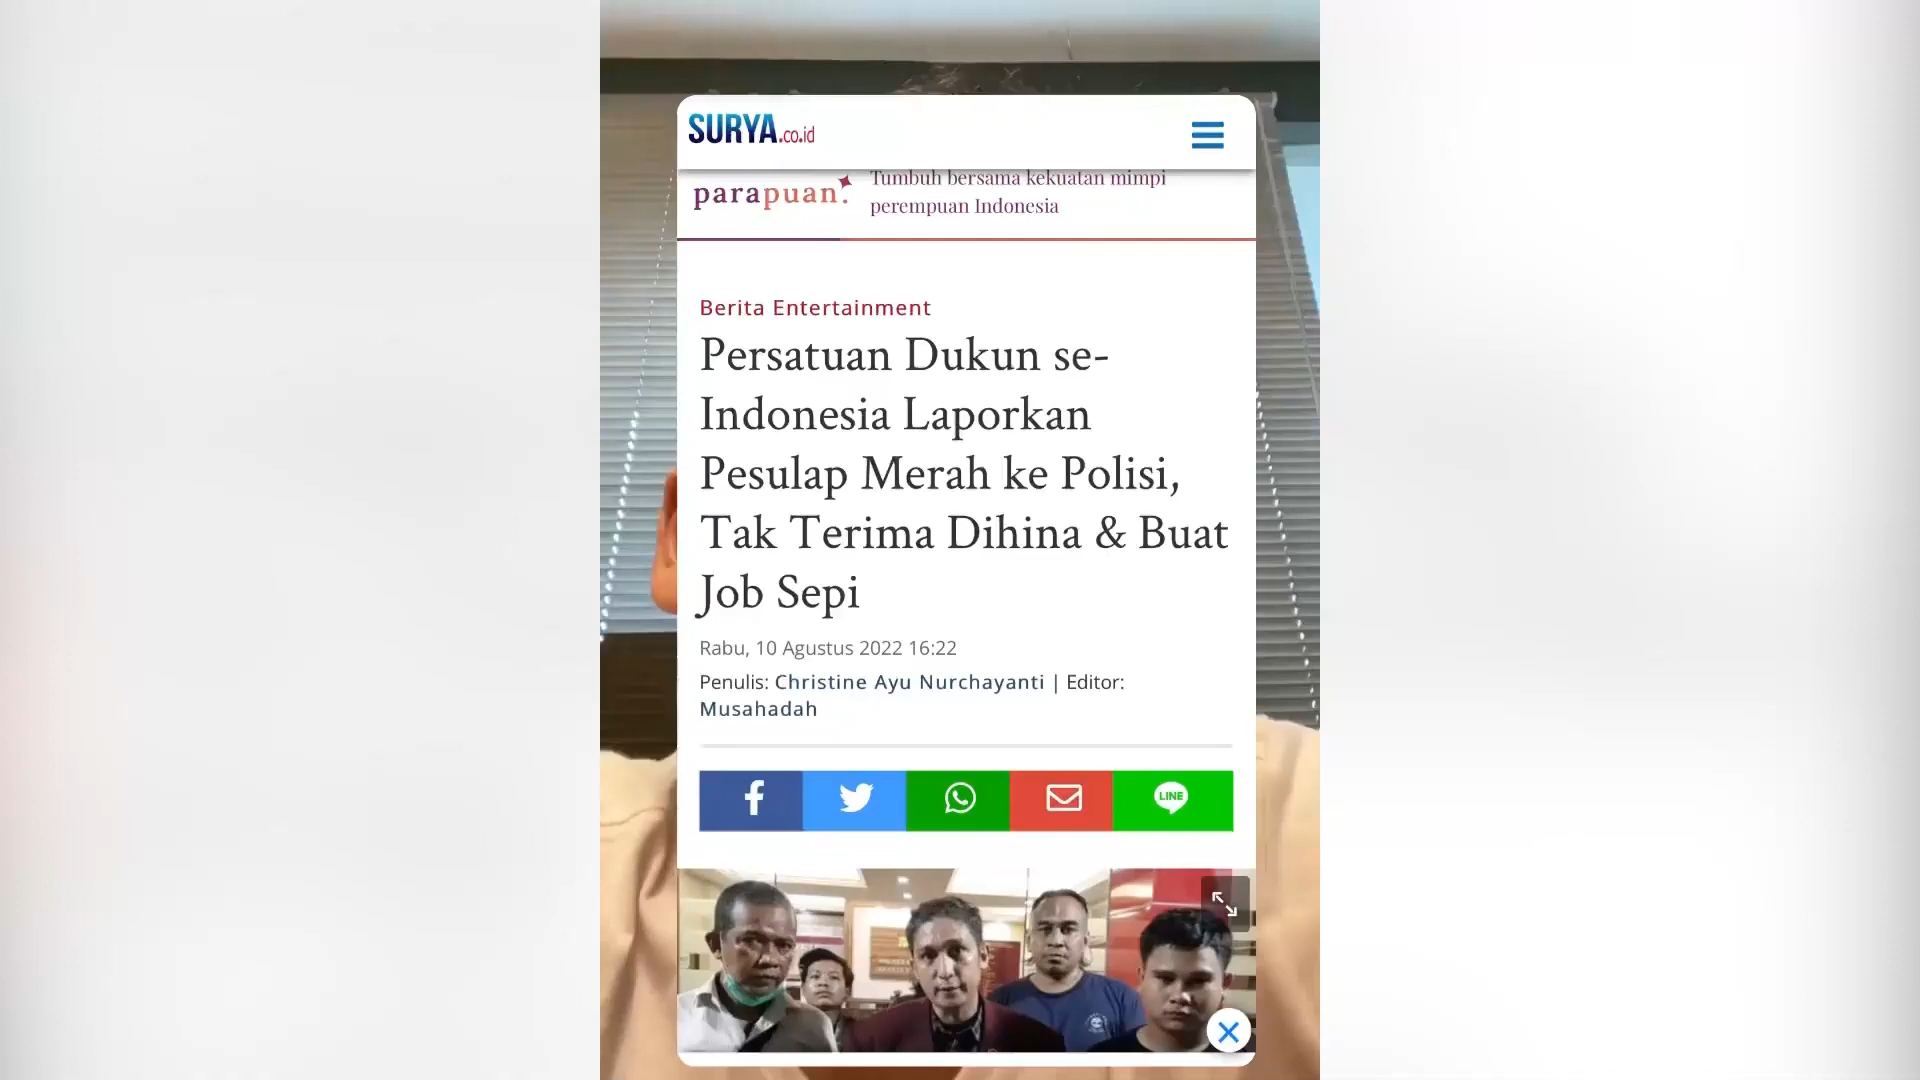 SURYA.co.id
parapuan.
Tumbuh bersama kekuatan mimpi
perempuan Indonesia
Berita Entertainment
Persatuan Dukun se-
Indonesia Laporkan
Pesulap Merah ke Polisi,
Tak Terima Dihina & Buat
Job Sepi
Rabu, 10 Agustus 2022 16:22
Penulis: Christine Ayu Nurchayanti | Editor:
Musahadah
LINE